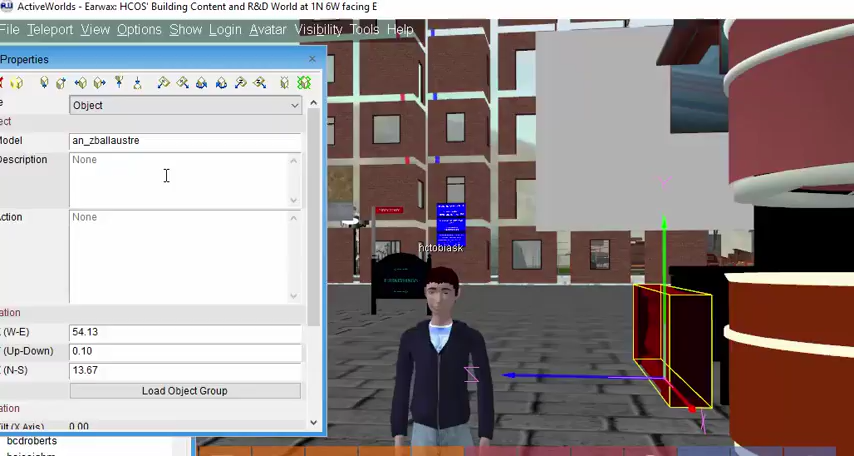 ActiveWorlds - Earwax: HCOS' Building Content and R&D World at 1N 6W facing E
File Teleport View Options Show Login Avatar Visibility Tools Help
Properties
Object
Model an_zballaustre
Description None
Action None
(W-E) 54.13
(Up-Down) 0.10
(N-S) 13.67
Load Object Group
Tilt (X Axis) 0.00
bcdroberts